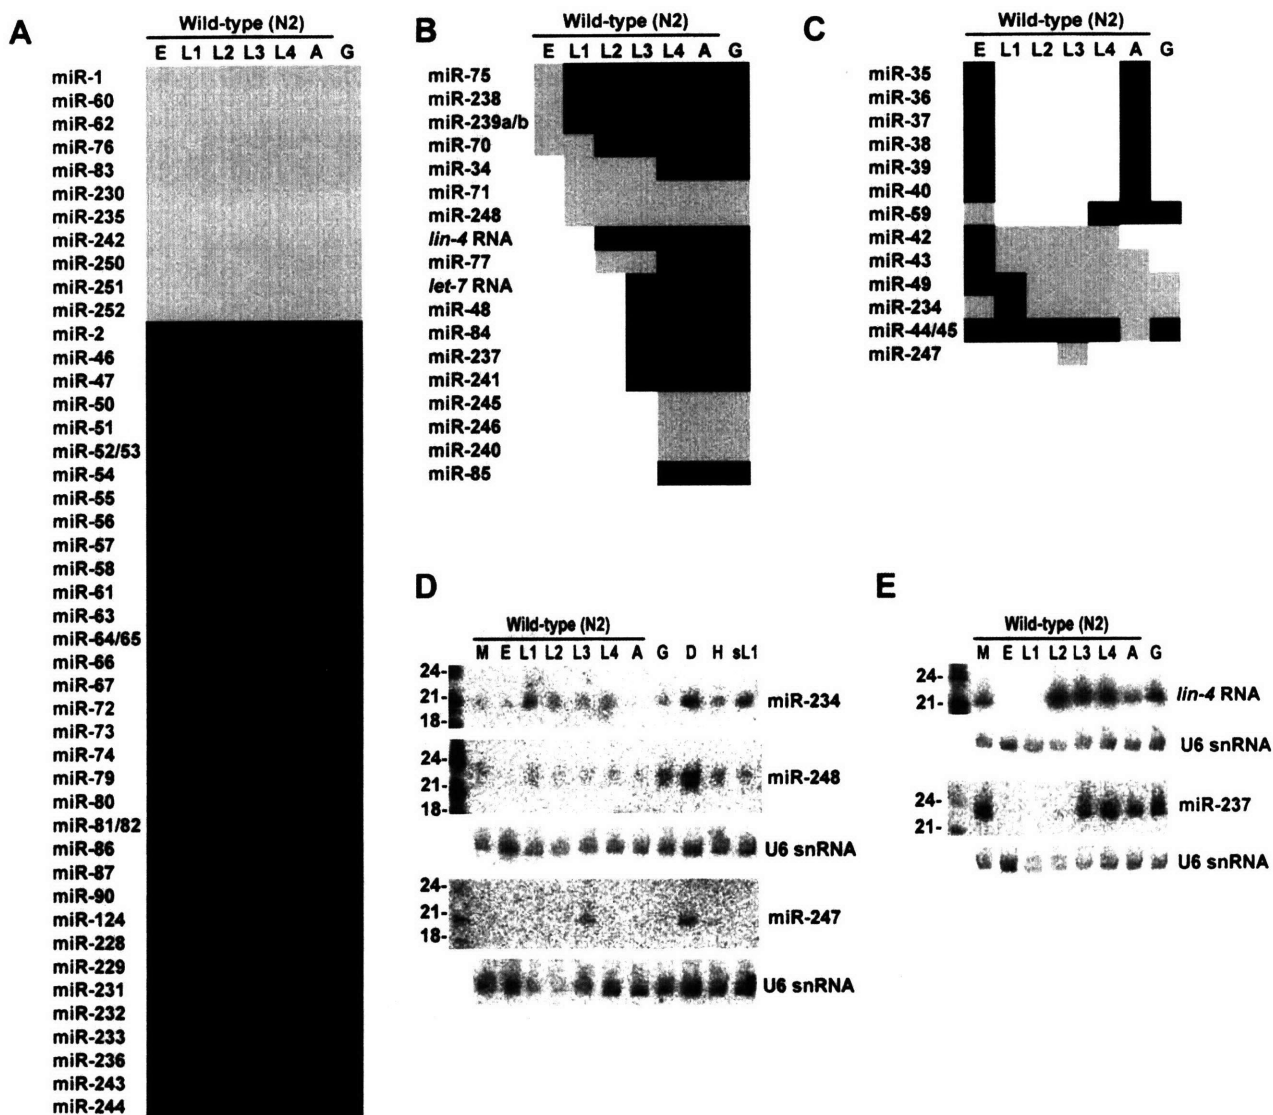 A
Wild-type (N2)
E L1 L2 L3 L4 A G
miR-1
miR-60
miR-62
miR-76
miR-83
miR-230
miR-235
miR-242
miR-250
miR-251
miR-252
miR-2
miR-46
miR-47
miR-50
miR-51
miR-52/53
miR-54
miR-55
miR-56
miR-57
miR-58
miR-61
miR-63
miR-64/65
miR-66
miR-67
miR-72
miR-73
miR-74
miR-79
miR-80
miR-81/82
miR-86
miR-87
miR-90
miR-124
miR-228
miR-229
miR-231
miR-232
miR-233
miR-236
miR-243
miR-244
B
Wild-type (N2)
E L1 L2 L3 L4 A G
miR-75
miR-238
miR-239a/b
miR-70
miR-34
miR-71
miR-248
lin-4 RNA
miR-77
let-7 RNA
miR-48
miR-84
miR-237
miR-241
miR-245
miR-246
miR-240
miR-85
C
Wild-type (N2)
E L1 L2 L3 L4 A G
miR-35
miR-36
miR-37
miR-38
miR-39
miR-40
miR-59
miR-42
miR-43
miR-49
miR-234
miR-44/45
miR-247
D
Wild-type (N2)
M E L1 L2 L3 L4 A G D H sL1
24-
21- miR-234
18-
24-
miR-248
21-
18-
U6 snRNA
24-
21- miR-247
18-
U6 snRNA
E
Wild-type (N2)
M E L1 L2 L3 L4 A G
24-
lin-4 RNA
21-
U6 snRNA
24- miR-237
21-
U6 snRNA